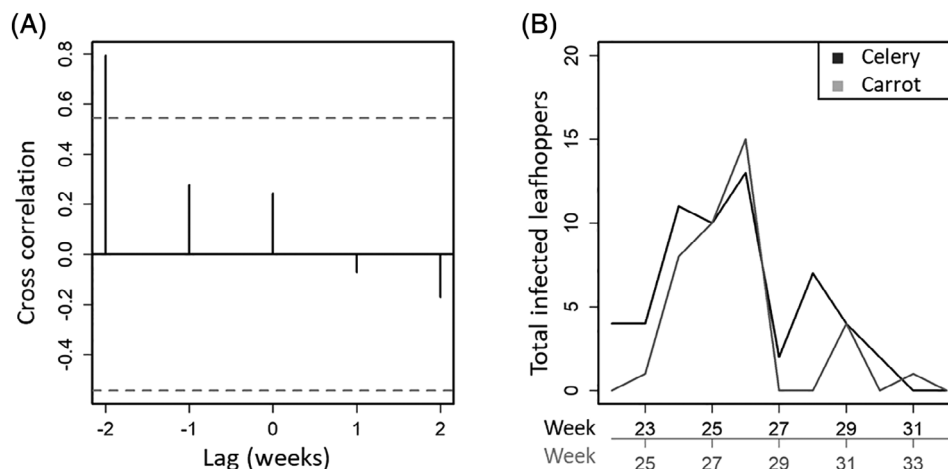 (A)
Cross correlation
0.8
0.6
0.4
0.2
0.0
-0.2
-0.4
-2 -1 0 1 2
Lag (weeks)
(B)
Total infected leafhoppers
20
15
10
5
0
Celery
Carrot
Week 23 25 27 29 31
Week 25 27 29 31 33